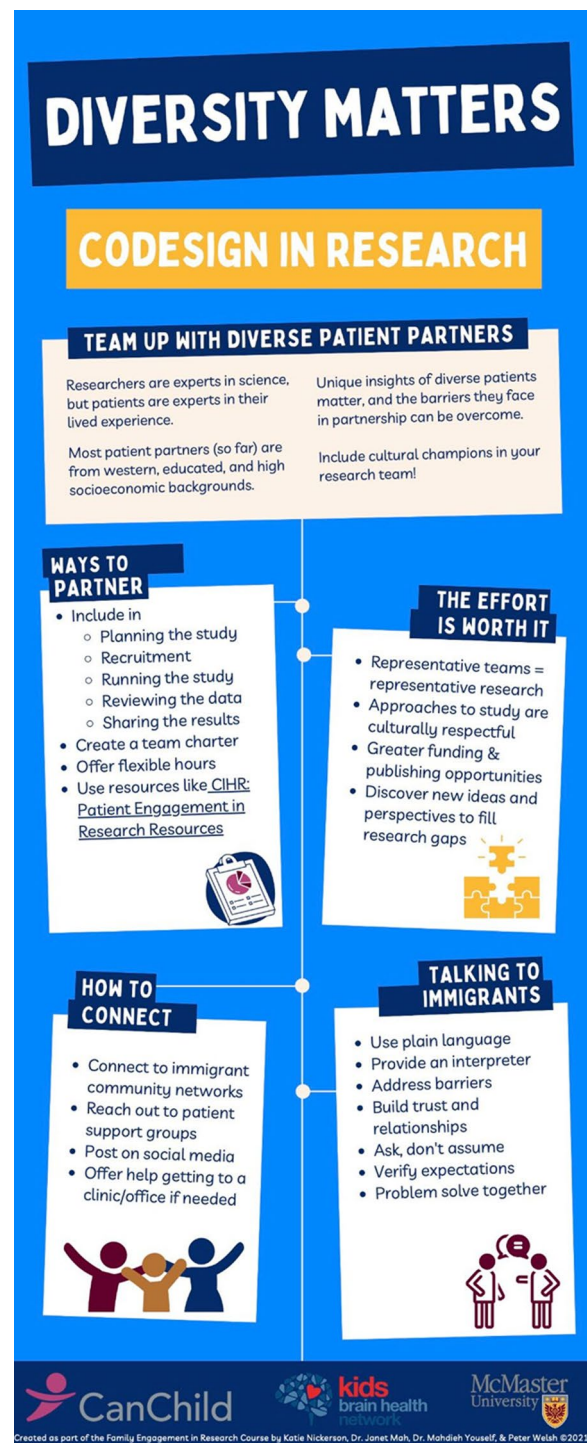 DIVERSITY MATTERS
CODESIGN IN RESEARCH
TEAM UP WITH DIVERSE PATIENT PARTNERS
Researchers are experts in science,
but patients are experts in their
lived experience.
Most patient partners (so far) are
from western, educated, and high
socioeconomic backgrounds.
Unique insights of diverse patients
matter, and the barriers they face
in partnership can be overcome.
Include cultural champions in your
research team!
WAYS TO
PARTNER
• Include in
○ Planning the study
○ Recruitment
○ Running the study
○ Reviewing the data
○ Sharing the results
• Create a team charter
• Offer flexible hours
• Use resources like CIHR:
Patient Engagement in
Research Resources
THE EFFORT
IS WORTH IT
• Representative teams =
representative research
• Approaches to study are
culturally respectful
• Greater funding &
publishing opportunities
• Discover new ideas and
perspectives to fill
research gaps
HOW TO
CONNECT
• Connect to immigrant
community networks
• Reach out to patient
support groups
• Post on social media
• Offer help getting to a
clinic/office if needed
TALKING TO
IMMIGRANTS
• Use plain language
• Provide an interpreter
• Address barriers
• Build trust and
relationships
• Ask, don't assume
• Verify expectations
• Problem solve together
CanChild
kids
brain health
network
McMaster
University
Created as part of the Family Engagement in Research Course by Katie Nickerson, Dr. Janet Mah, Dr. Mahdieh Youself, & Peter Welsh